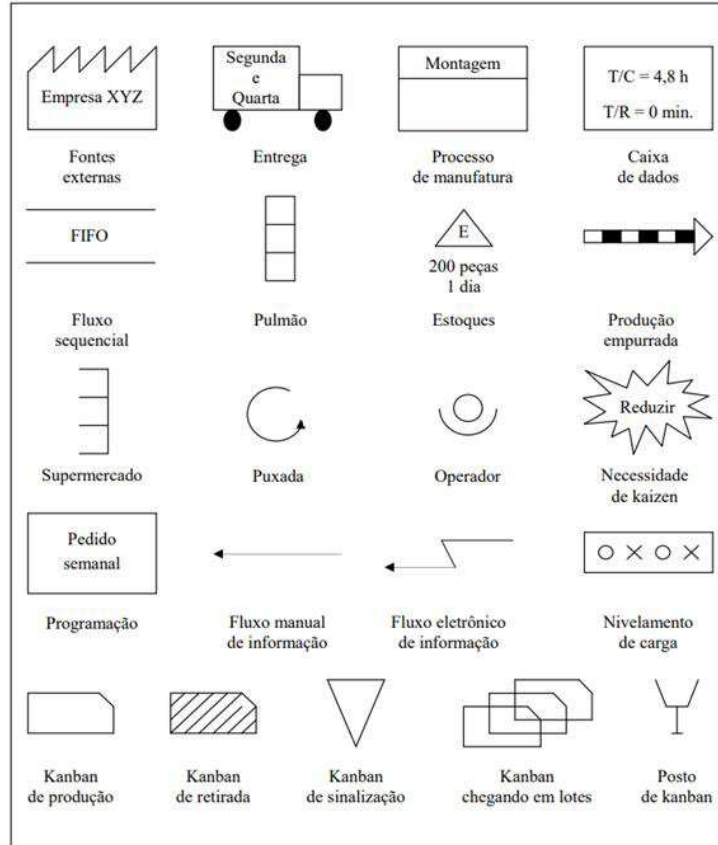 Empresa XYZ
Fontes
externas
Segunda
e
Quarta
Entrega
Montagem
Processo
de manufatura
T/C = 4,8 h
T/R = 0 min.
Caixa
de dados
FIFO
Fluxo
sequencial
Pulmão
E
200 peças
1 dia
Estoques
Produção
empurrada
Supermercado
Puxada
Operador
Reduzir
Necessidade
de kaizen
Pedido
semanal
Programação
Fluxo manual
de informação
Fluxo eletrônico
de informação
Nivelamento
de carga
Kanban
de produção
Kanban
de retirada
Kanban
de sinalização
Kanban
chegando em lotes
Posto
de kanban